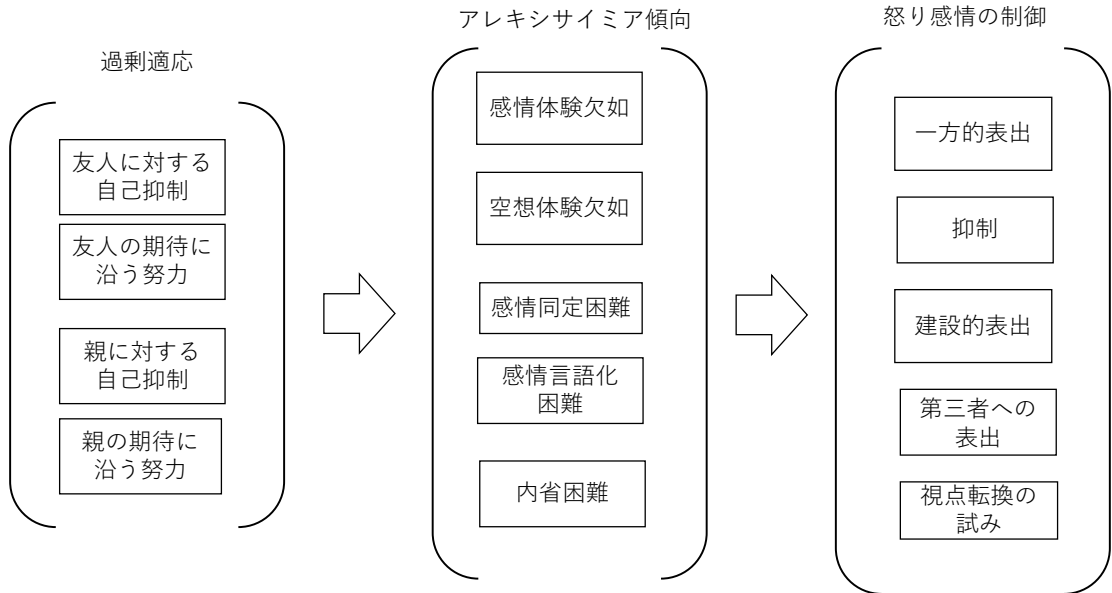 過剰適応
友人に対する
自己抑制
友人の期待に
沿う努力
親に対する
自己抑制
親の期待に
沿う努力
アレキシサイミア傾向
感情体験欠如
空想体験欠如
感情同定困難
感情言語化
困難
内省困難
怒り感情の制御
一方的表出
抑制
建設的表出
第三者への
表出
視点転換の
試み